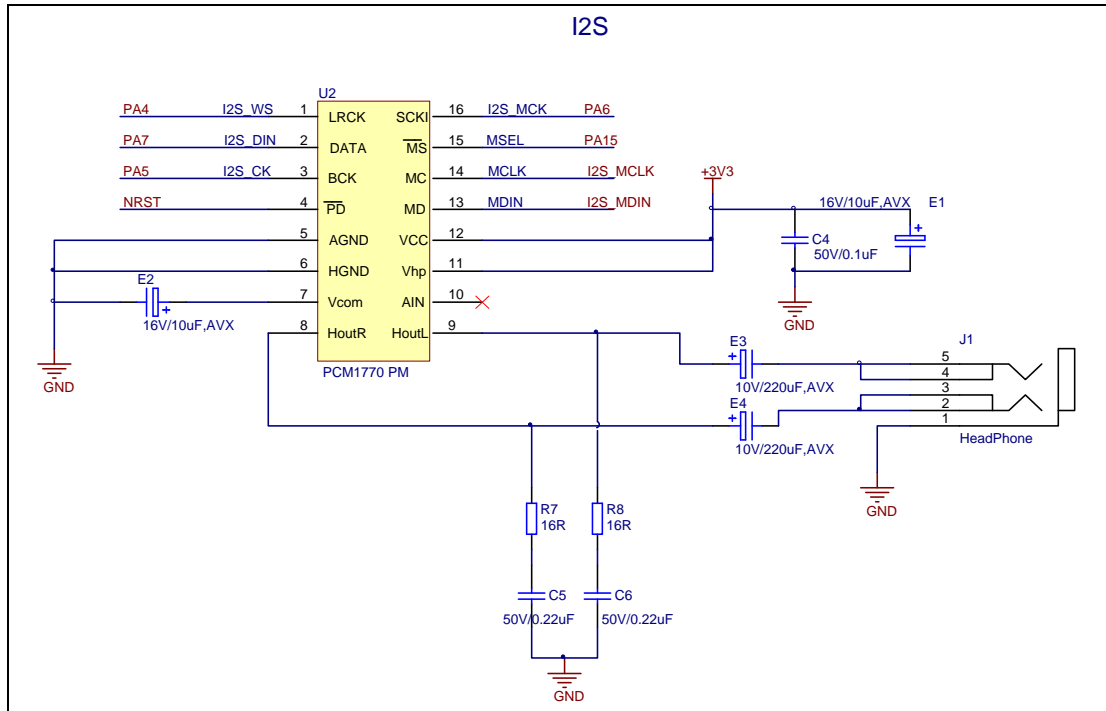 I2S
U2
PA4 I2S_WS 1 LRCK SCKI 16 I2S_MCK PA6
PA7 I2S_DIN 2 DATA MS 15 MSEL PA15
PA5 I2S_CK 3 BCK MC 14 MCLK I2S_MCLK
NRST 4 PD MD 13 MDIN I2S_MDIN
5 AGND VCC 12
6 HGND Vhp 11
7 Vcom AIN 10
8 HoutR HoutL 9
PCM1770 PM
E2
16V/10uF,AVX
GND
+3V3
16V/10uF,AVX E1
C4
50V/0.1uF
GND
E3
10V/220uF,AVX
E4
10V/220uF,AVX
J1
5
4
3
2
1
HeadPhone
GND
R7
16R
R8
16R
C5
50V/0.22uF
C6
50V/0.22uF
GND